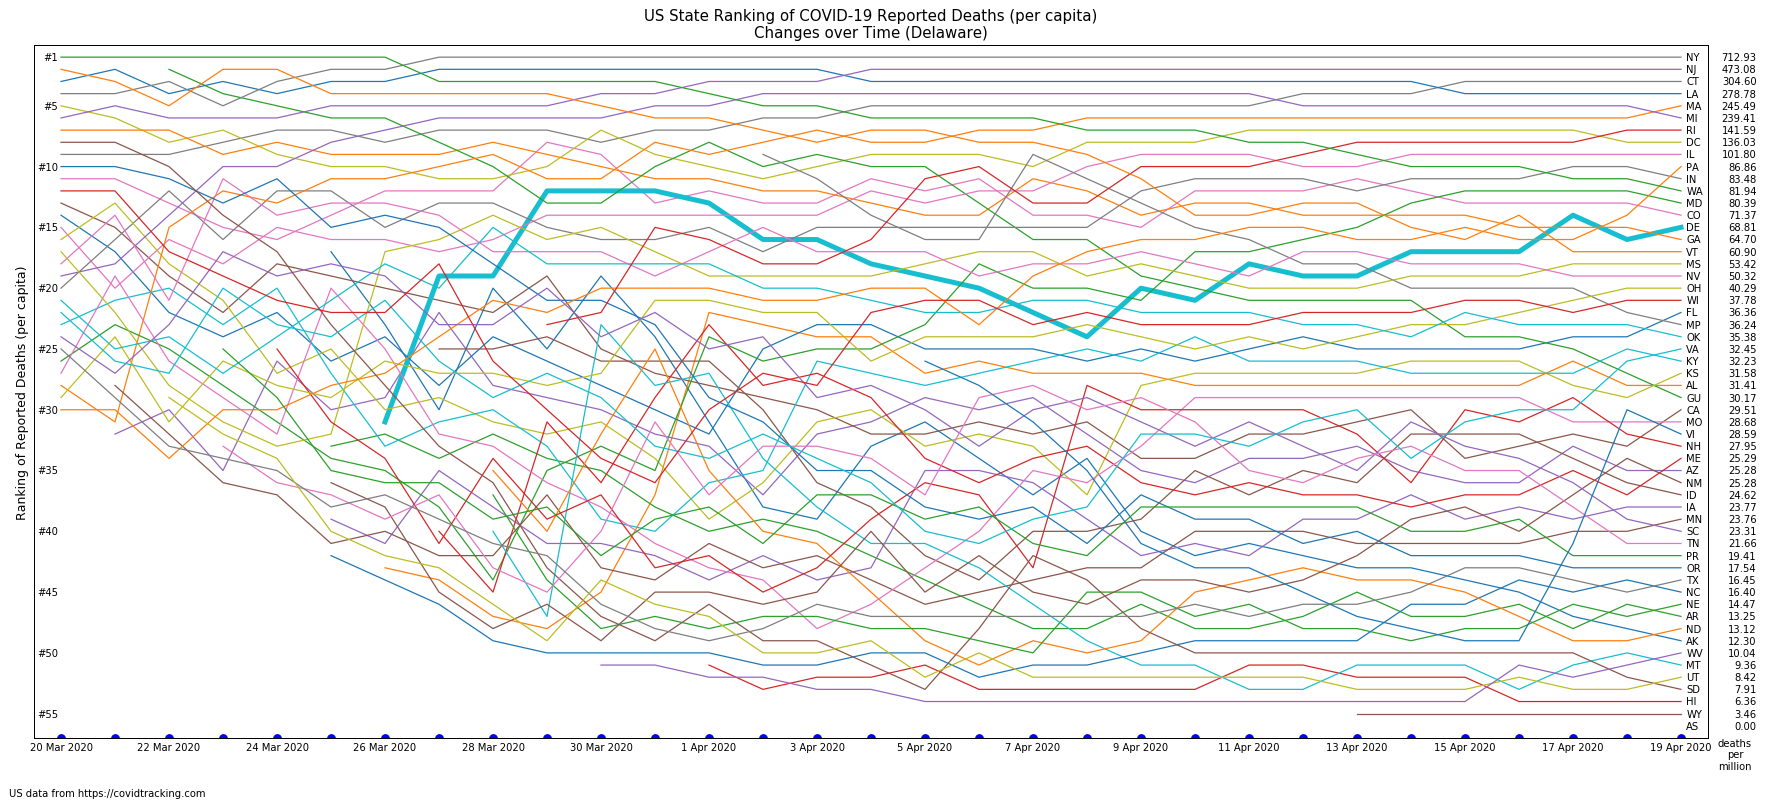 US State Ranking of COVID-19 Reported Deaths (per capita)
Changes over Time (Delaware)
Ranking of Reported Deaths (per capita)
#1
#5
#10
#15
#20
#25
#30
#35
#40
#45
#50
#55
NY 712.93
NJ 473.08
CT 304.60
LA 278.78
MA 245.49
MI 239.41
RI 141.59
DC 136.03
IL 101.80
PA 86.86
IN 83.48
WA 81.94
MD 80.39
CO 71.37
DE 68.81
GA 64.70
VT 60.90
MS 53.42
NV 50.32
OH 40.29
WI 37.78
FL 36.36
MP 36.24
OK 35.38
VA 32.45
KY 32.23
KS 31.58
AL 31.41
GU 30.17
CA 29.51
MO 28.68
VI 28.59
NH 27.95
ME 25.29
AZ 25.28
NM 25.28
ID 24.62
IA 23.77
MN 23.76
SC 23.31
TN 21.66
PR 19.41
OR 17.54
TX 16.45
NC 16.40
NE 14.47
AR 13.25
ND 13.12
AK 12.30
WV 10.04
MT 9.36
UT 8.42
SD 7.91
HI 6.36
WY 3.46
AS 0.00
20 Mar 2020 22 Mar 2020 24 Mar 2020 26 Mar 2020 28 Mar 2020 30 Mar 2020 1 Apr 2020 3 Apr 2020 5 Apr 2020 7 Apr 2020 9 Apr 2020 11 Apr 2020 13 Apr 2020 15 Apr 2020 17 Apr 2020 19 Apr 2020
deaths
per
million
US data from https://covidtracking.com